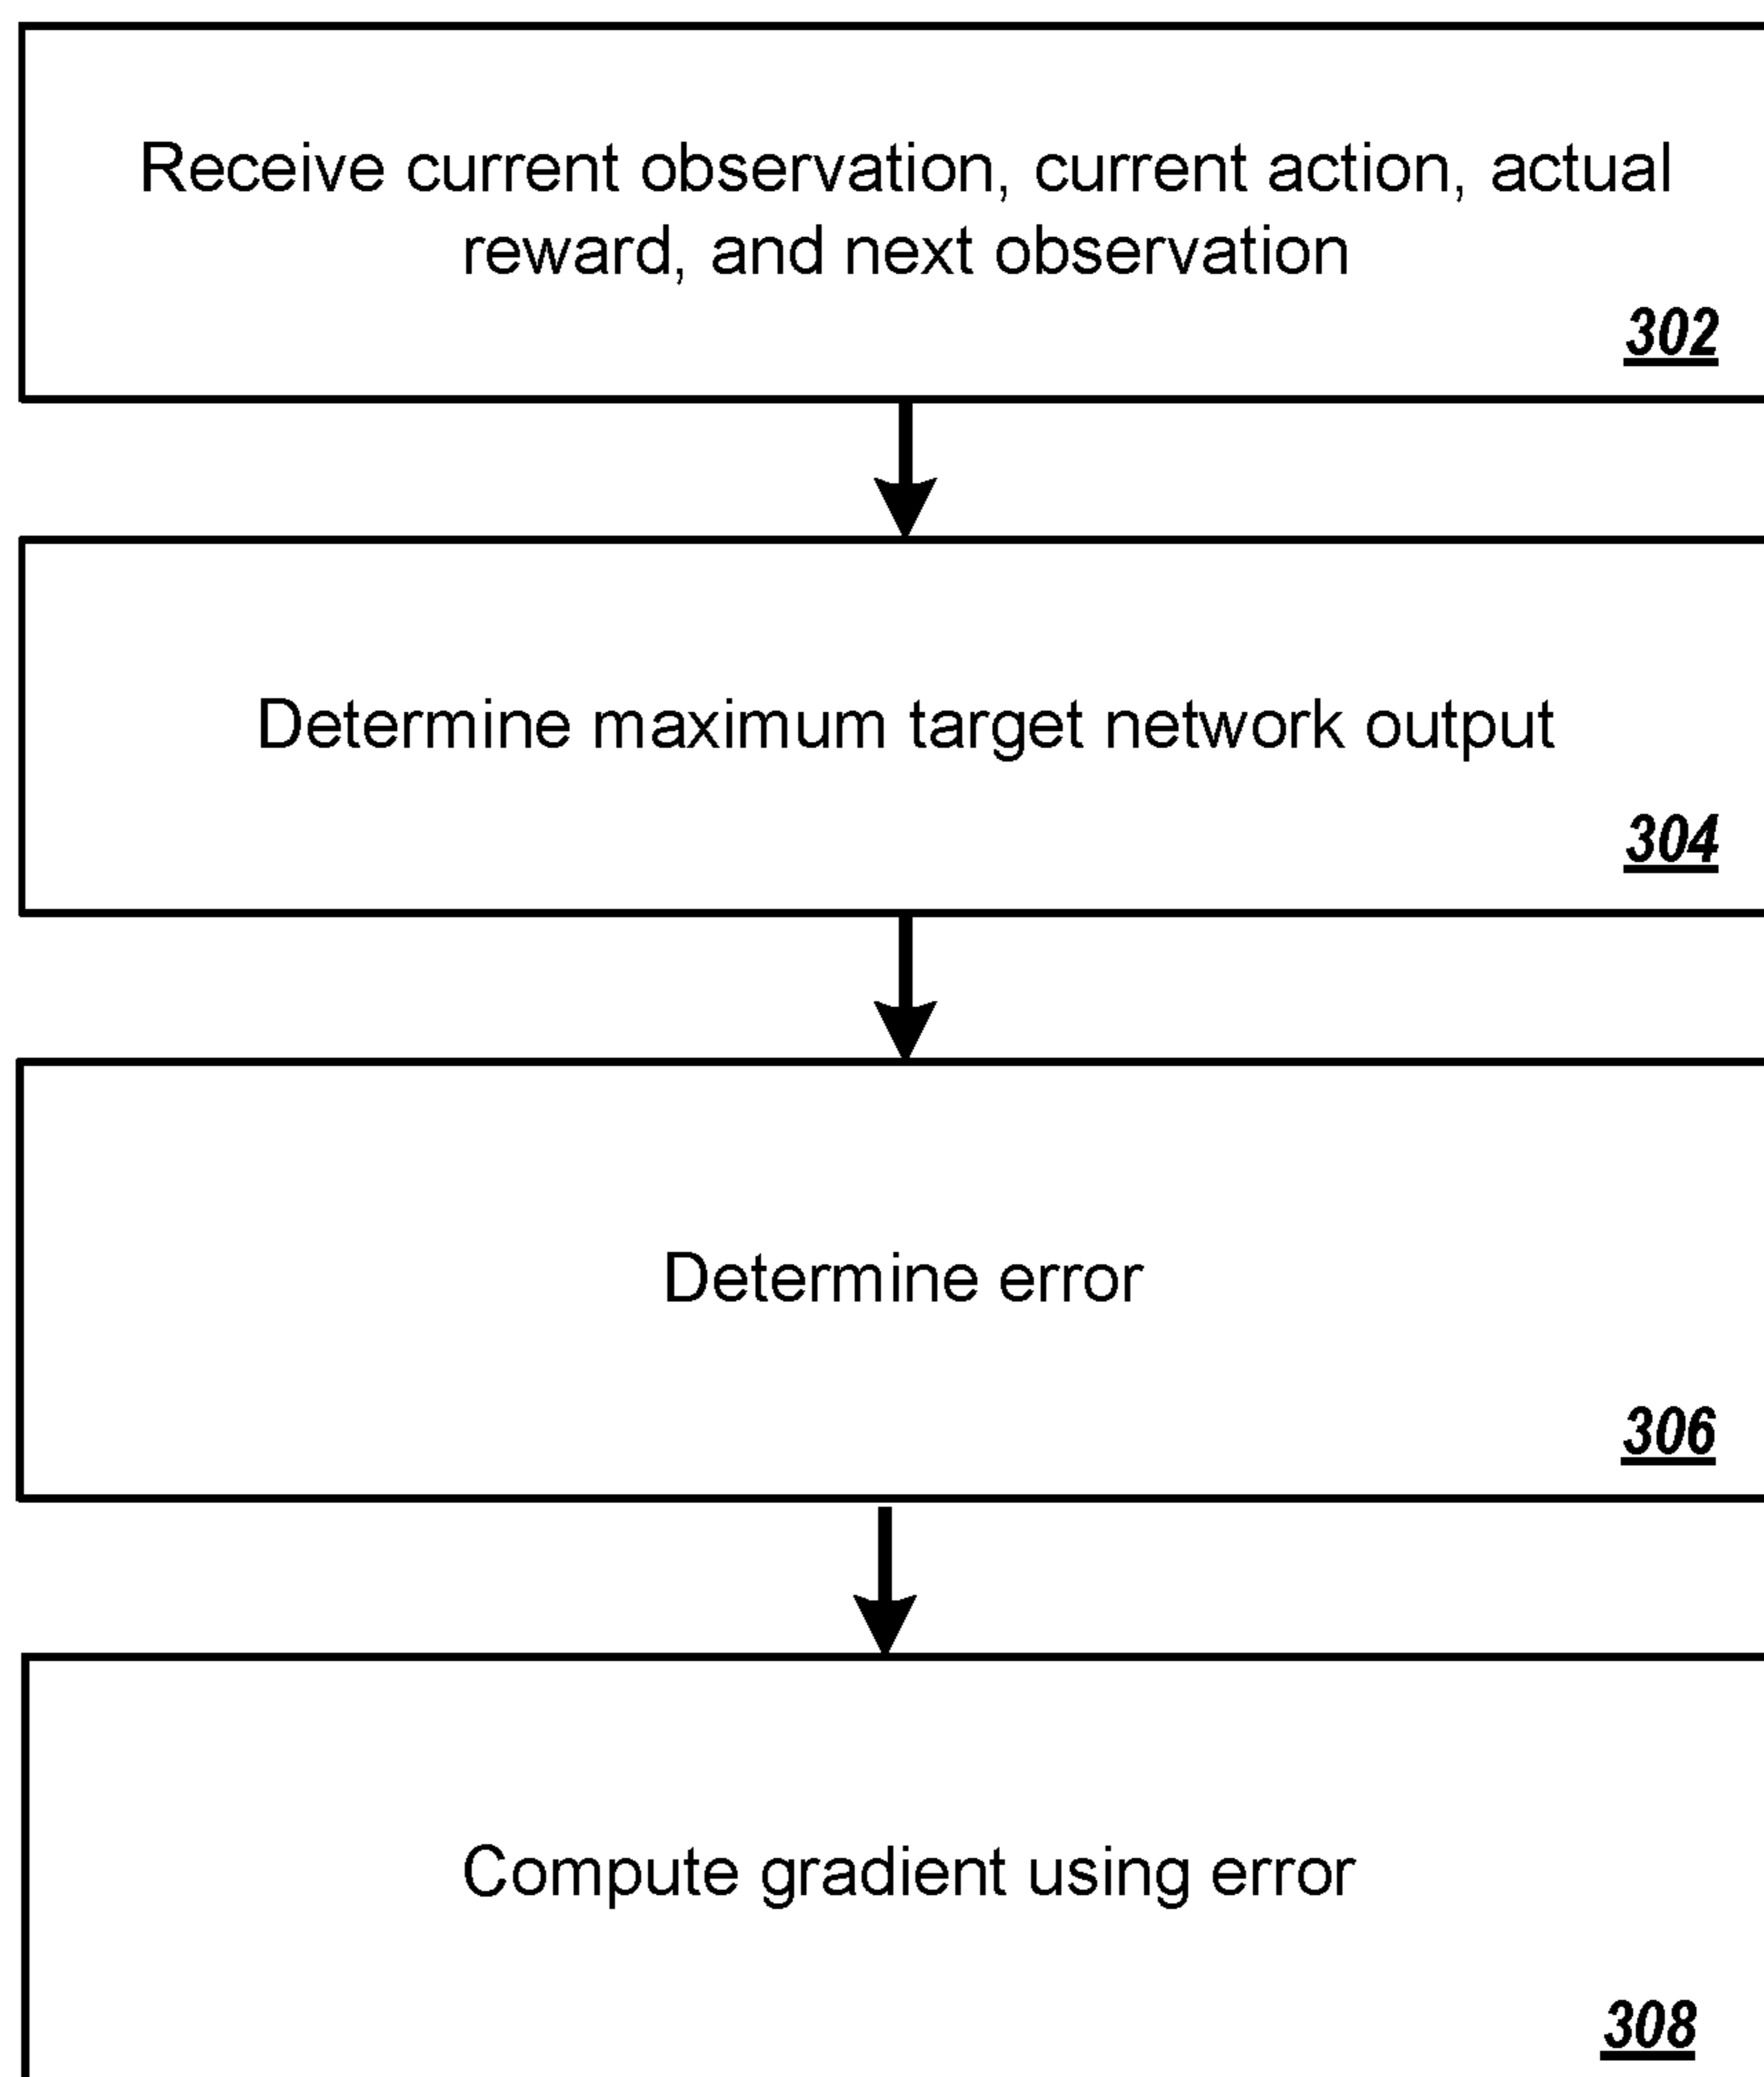 Receive current observation, current action, actual
reward, and next observation
302
Determine maximum target network output
304
Determine error
306
Compute gradient using error
308